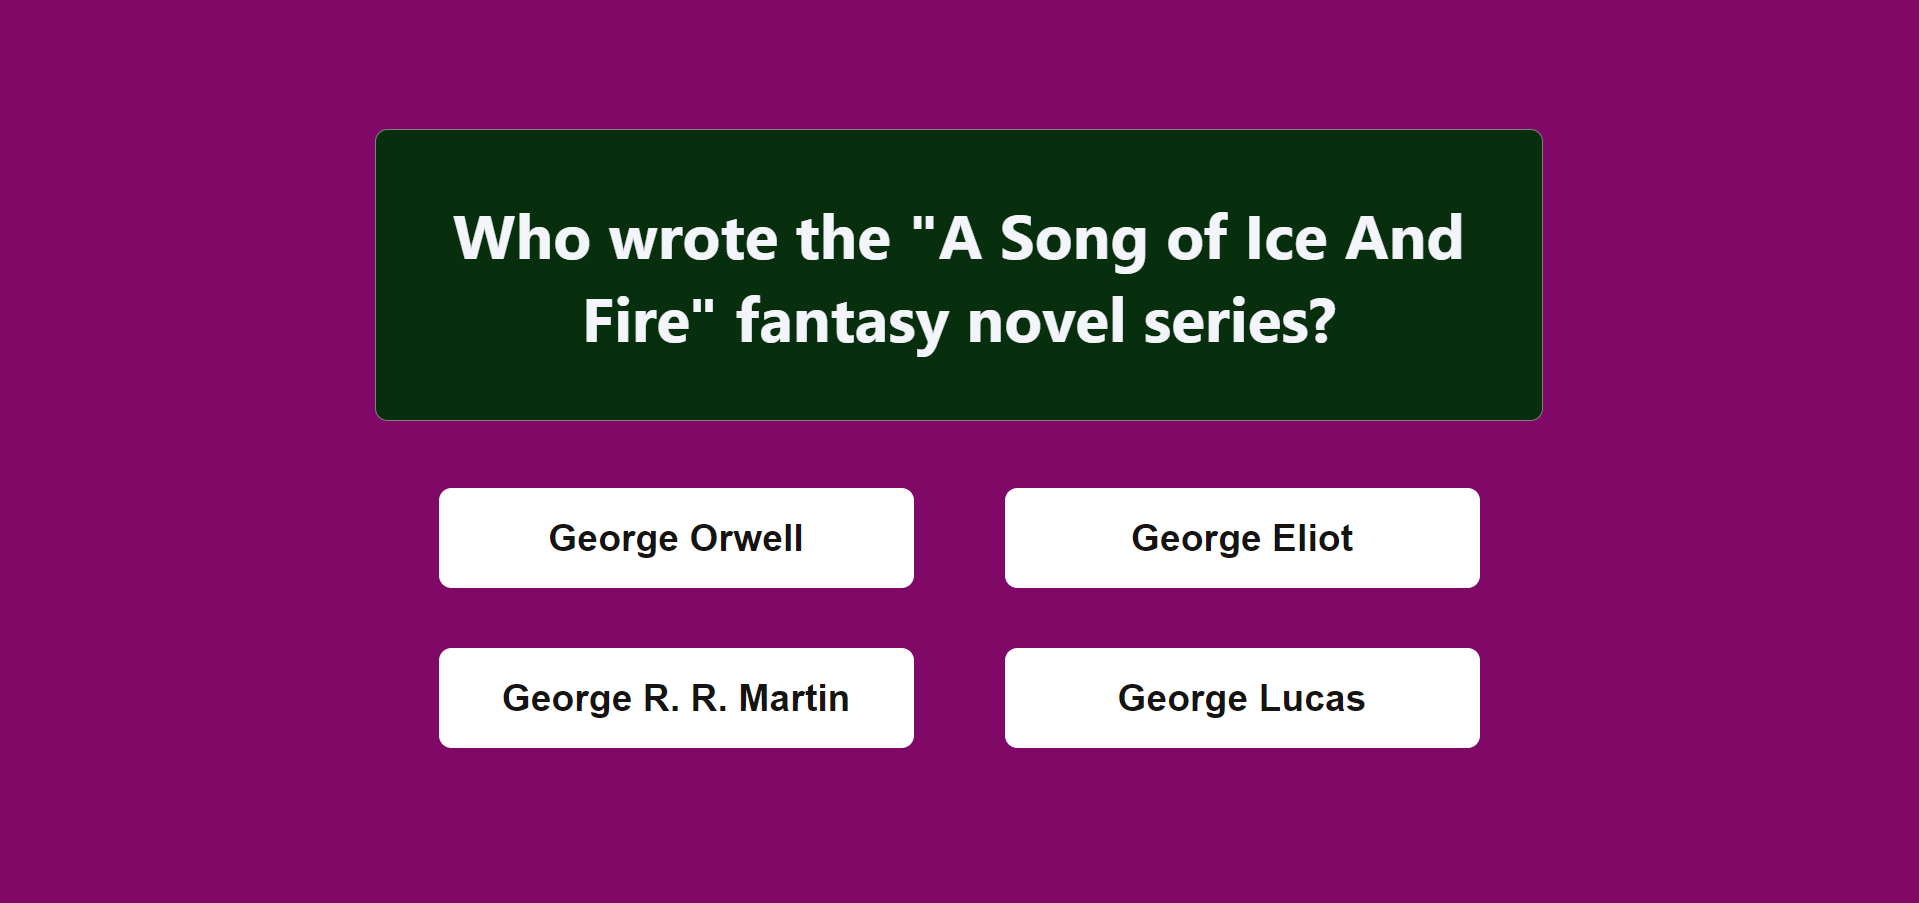 Who wrote the "A Song of Ice And
Fire" fantasy novel series?
George Orwell
George Eliot
George R. R. Martin
George Lucas